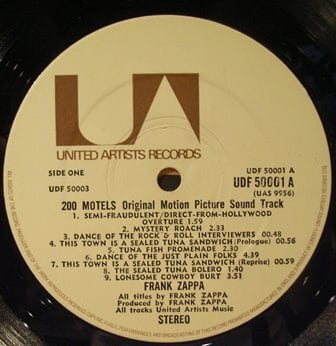 UA
UNITED ARTISTS RECORDS
SIDE ONE
UDF 50001 A
UDF 50003
UDF 50001 A
(UAS 9956)
200 MOTELS Original Motion Picture Sound Track
1. SEMI-FRAUDULENT/DIRECT-FROM-HOLLYWOOD
OVERTURE 1.59
2. MYSTERY ROACH 2.33
3. DANCE OF THE ROCK & ROLL INTERVIEWERS 00.48
4. THIS TOWN IS A SEALED TUNA SANDWICH (Prologue) 00.56
5. TUNA FISH PROMENADE 2.30
6. DANCE OF THE JUST PLAIN FOLKS 4.39
7. THIS TOWN IS A SEALED TUNA SANDWICH (Reprise) 00.59
8. THE SEALED TUNA BOLERO 1.40
9. LONESOME COWBOY BURT 3.51
FRANK ZAPPA
All titles by FRANK ZAPPA
Produced by FRANK ZAPPA
All tracks United Artists Music
STEREO